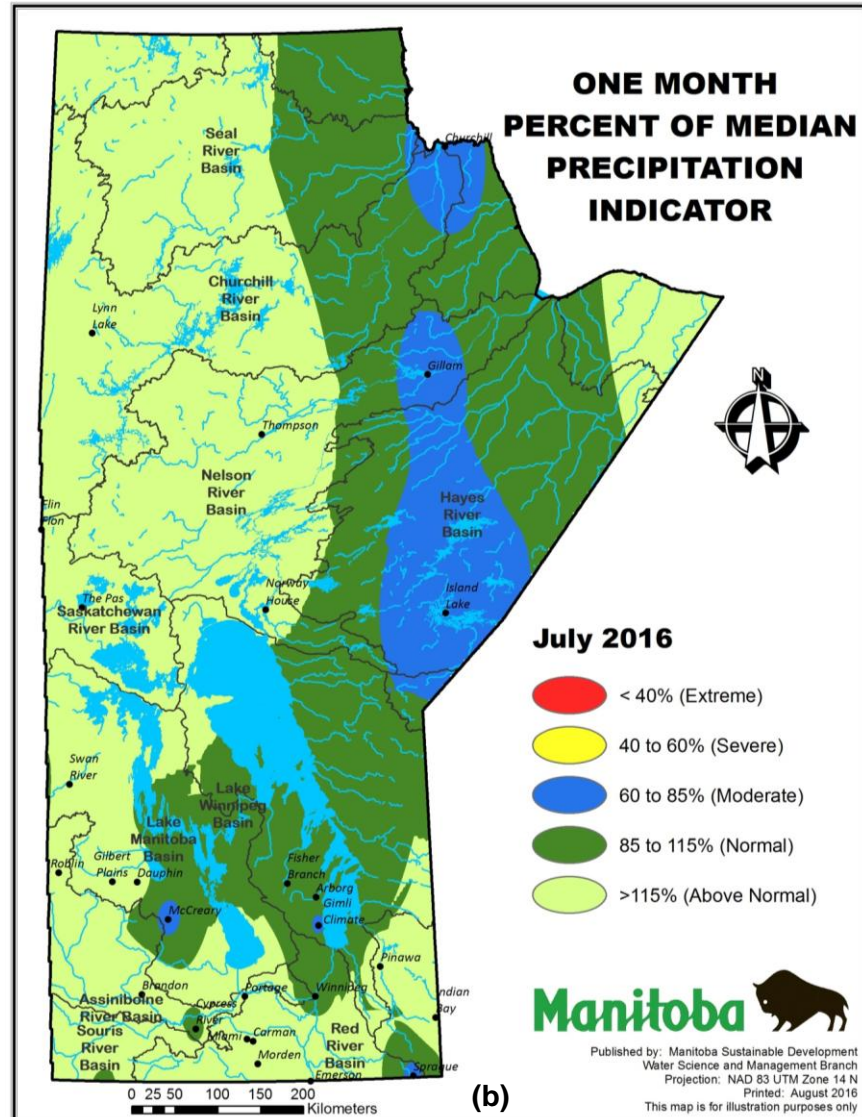 ONE MONTH
PERCENT OF MEDIAN
PRECIPITATION
INDICATOR
Seal
River
Basin
Churchill
Churchill
River
Basin
Lynn
Lake
Gillam
N
Thompson
Nelson
River
Basin
Flin
Flon
Hayes
River
Basin
Island
Lake
Norway
House
The Pas
Saskatchewan
River Basin
July 2016
< 40% (Extreme)
40 to 60% (Severe)
60 to 85% (Moderate)
85 to 115% (Normal)
>115% (Above Normal)
Swan
River
Lake
Winnipeg
Basin
Lake
Manitoba
Basin
Roblin
Gilbert
Plains
Dauphin
Fisher
Branch
Arborg
Gimli
Climate
McCreary
Pinawa
Brandon
Portage
Winnipeg
Indian
Bay
Assiniboine
River Basin
Cypress
River
Souris
River
Basin
Miami
Carman
Morden
Red
River
Basin
Emerson
Sprague
Manitoba
Published by: Manitoba Sustainable Development
Water Science and Management Branch
Projection: NAD 83 UTM Zone 14 N
Printed: August 2016
This map is for illustration purposes only
0 25 50 100 150 200
Kilometers
(b)